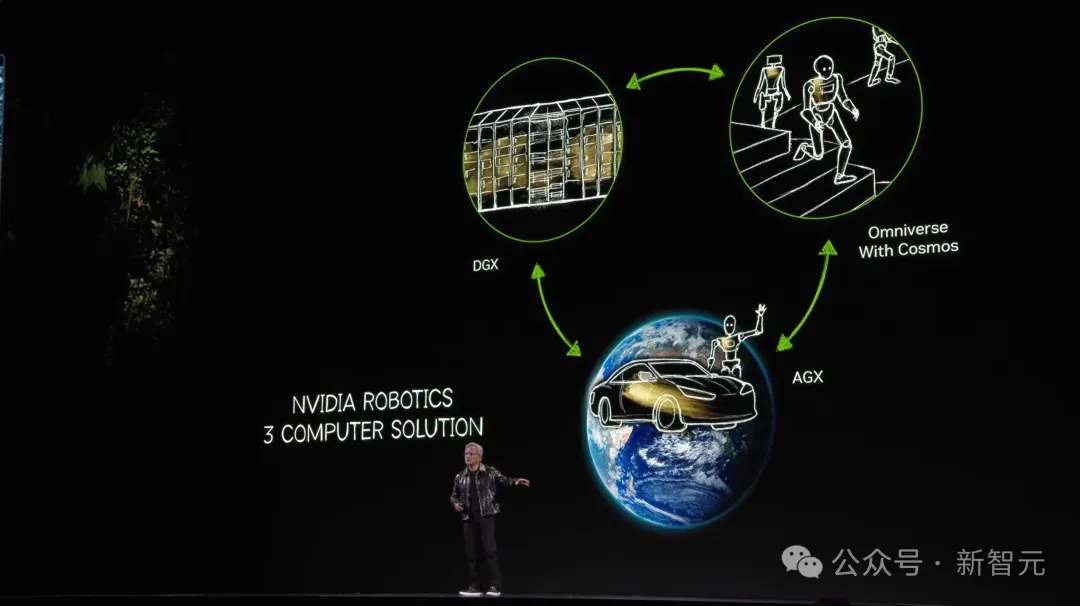 DGX
Omniverse
With Cosmos
AGX
NVIDIA ROBOTICS
3 COMPUTER SOLUTION
公众号 · 新智元